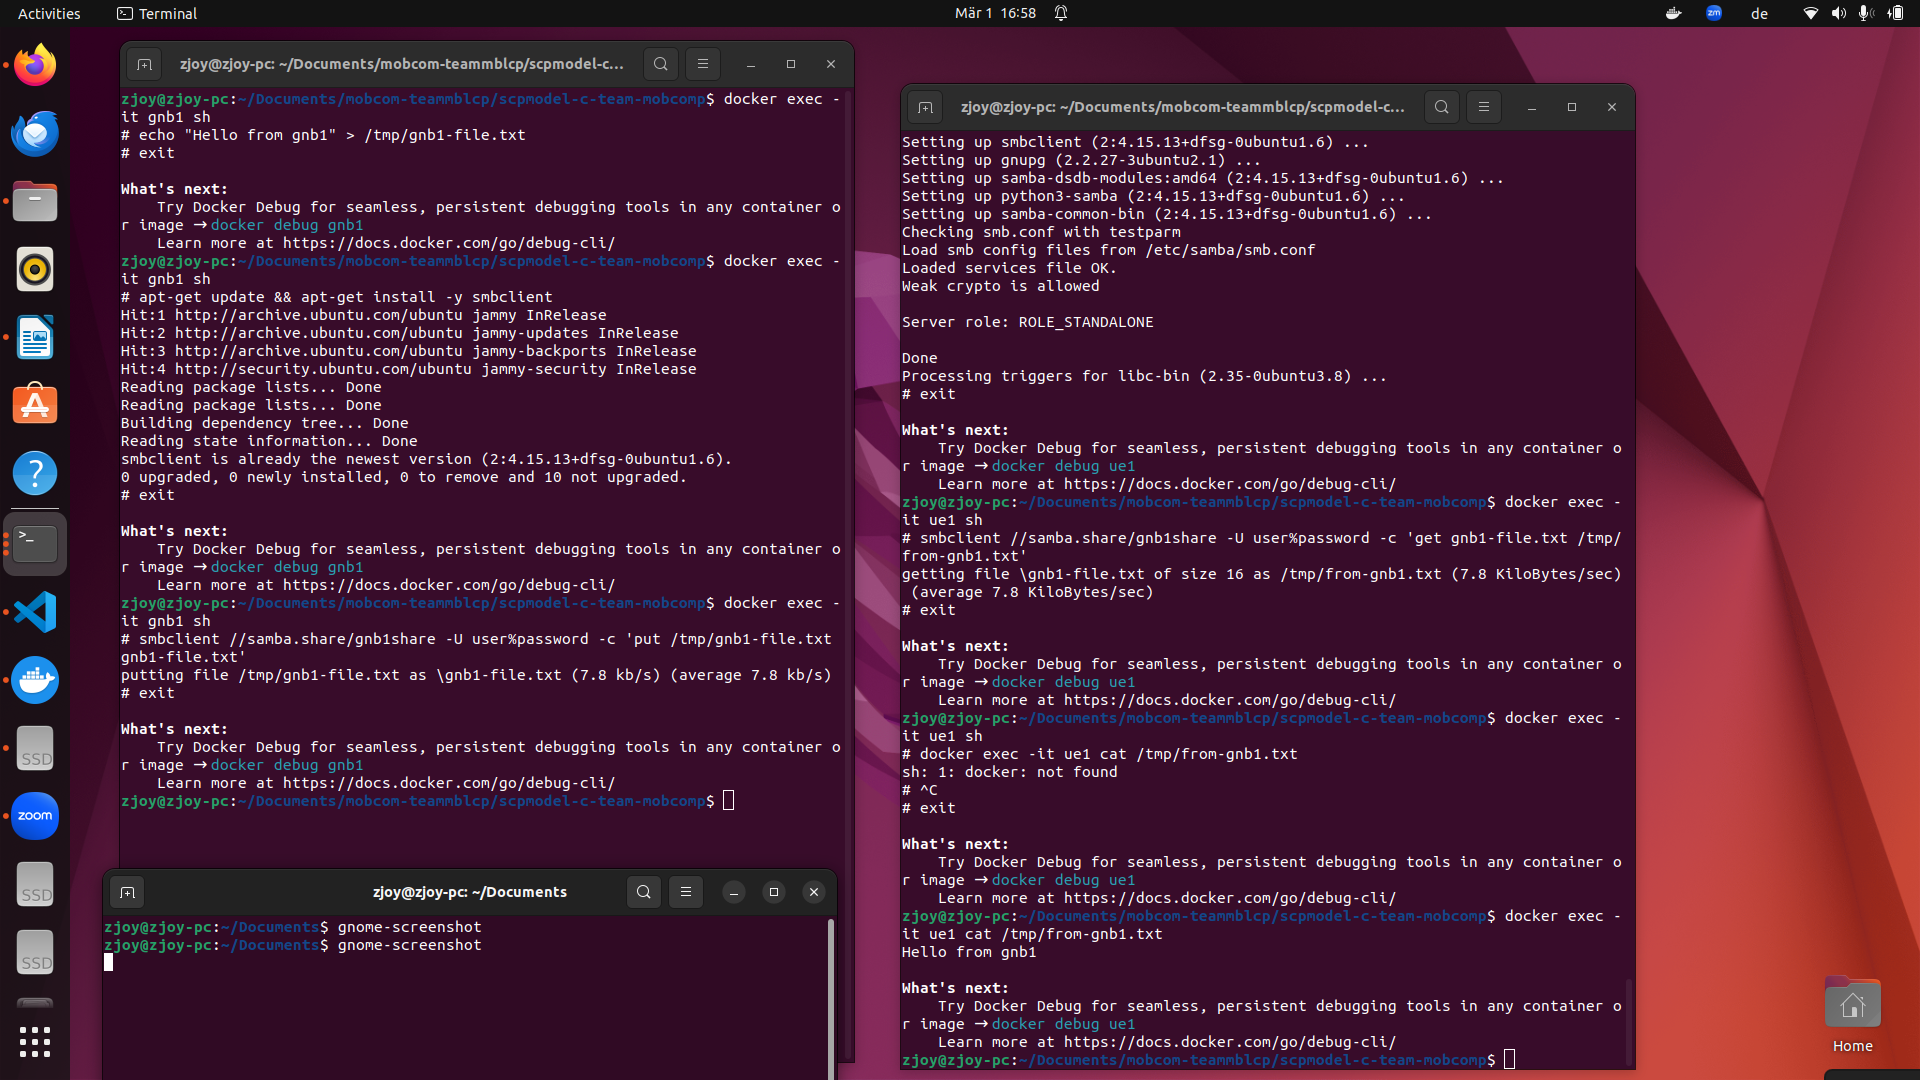 Activities
Terminal
Mär 1 16:58
zm
de
zjoy@zjoy-pc: ~/Documents/mobcom-teammblcp/scpmodel-c...
zjoy@zjoy-pc:~/Documents/mobcom-teammblcp/scpmodel-c-team-mobcomp$ docker exec -
it gnb1 sh
# echo "Hello from gnb1" > /tmp/gnb1-file.txt
# exit
What's next:
Try Docker Debug for seamless, persistent debugging tools in any container o
r image → docker debug gnb1
Learn more at https://docs.docker.com/go/debug-cli/
zjoy@zjoy-pc:~/Documents/mobcom-teammblcp/scpmodel-c-team-mobcomp$ docker exec -
it gnb1 sh
# apt-get update && apt-get install -y smbclient
Hit:1 http://archive.ubuntu.com/ubuntu jammy InRelease
Hit:2 http://archive.ubuntu.com/ubuntu jammy-updates InRelease
Hit:3 http://archive.ubuntu.com/ubuntu jammy-backports InRelease
Hit:4 http://security.ubuntu.com/ubuntu jammy-security InRelease
Reading package lists... Done
Reading package lists... Done
Building dependency tree... Done
Reading state information... Done
smbclient is already the newest version (2:4.15.13+dfsg-0ubuntu1.6).
0 upgraded, 0 newly installed, 0 to remove and 10 not upgraded.
# exit
What's next:
Try Docker Debug for seamless, persistent debugging tools in any container o
r image → docker debug gnb1
Learn more at https://docs.docker.com/go/debug-cli/
zjoy@zjoy-pc:~/Documents/mobcom-teammblcp/scpmodel-c-team-mobcomp$ docker exec -
it gnb1 sh
# smbclient //samba.share/gnb1share -U user%password -c 'put /tmp/gnb1-file.txt
gnb1-file.txt'
putting file /tmp/gnb1-file.txt as \gnb1-file.txt (7.8 kb/s) (average 7.8 kb/s)
# exit
What's next:
Try Docker Debug for seamless, persistent debugging tools in any container o
r image → docker debug gnb1
Learn more at https://docs.docker.com/go/debug-cli/
zjoy@zjoy-pc:~/Documents/mobcom-teammblcp/scpmodel-c-team-mobcomp$
zjoy@zjoy-pc: ~/Documents
zjoy@zjoy-pc:~/Documents$ gnome-screenshot
zjoy@zjoy-pc:~/Documents$ gnome-screenshot
zjoy@zjoy-pc: ~/Documents/mobcom-teammblcp/scpmodel-c...
Setting up smbclient (2:4.15.13+dfsg-0ubuntu1.6) ...
Setting up gnupg (2.2.27-3ubuntu2.1) ...
Setting up samba-dsdb-modules:amd64 (2:4.15.13+dfsg-0ubuntu1.6) ...
Setting up python3-samba (2:4.15.13+dfsg-0ubuntu1.6) ...
Setting up samba-common-bin (2:4.15.13+dfsg-0ubuntu1.6) ...
Checking smb.conf with testparm
Load smb config files from /etc/samba/smb.conf
Loaded services file OK.
Weak crypto is allowed
Server role: ROLE_STANDALONE
Done
Processing triggers for libc-bin (2.35-0ubuntu3.8) ...
# exit
What's next:
Try Docker Debug for seamless, persistent debugging tools in any container o
r image → docker debug ue1
Learn more at https://docs.docker.com/go/debug-cli/
zjoy@zjoy-pc:~/Documents/mobcom-teammblcp/scpmodel-c-team-mobcomp$ docker exec -
it ue1 sh
# smbclient //samba.share/gnb1share -U user%password -c 'get gnb1-file.txt /tmp/
from-gnb1.txt'
getting file \gnb1-file.txt of size 16 as /tmp/from-gnb1.txt (7.8 KiloBytes/sec)
(average 7.8 KiloBytes/sec)
# exit
What's next:
Try Docker Debug for seamless, persistent debugging tools in any container o
r image → docker debug ue1
Learn more at https://docs.docker.com/go/debug-cli/
zjoy@zjoy-pc:~/Documents/mobcom-teammblcp/scpmodel-c-team-mobcomp$ docker exec -
it ue1 sh
# docker exec -it ue1 cat /tmp/from-gnb1.txt
sh: 1: docker: not found
# ^C
# exit
What's next:
Try Docker Debug for seamless, persistent debugging tools in any container o
r image → docker debug ue1
Learn more at https://docs.docker.com/go/debug-cli/
zjoy@zjoy-pc:~/Documents/mobcom-teammblcp/scpmodel-c-team-mobcomp$ docker exec -
it ue1 cat /tmp/from-gnb1.txt
Hello from gnb1
What's next:
Try Docker Debug for seamless, persistent debugging tools in any container o
r image → docker debug ue1
Learn more at https://docs.docker.com/go/debug-cli/
zjoy@zjoy-pc:~/Documents/mobcom-teammblcp/scpmodel-c-team-mobcomp$
SSD
zoom
SSD
SSD
Home